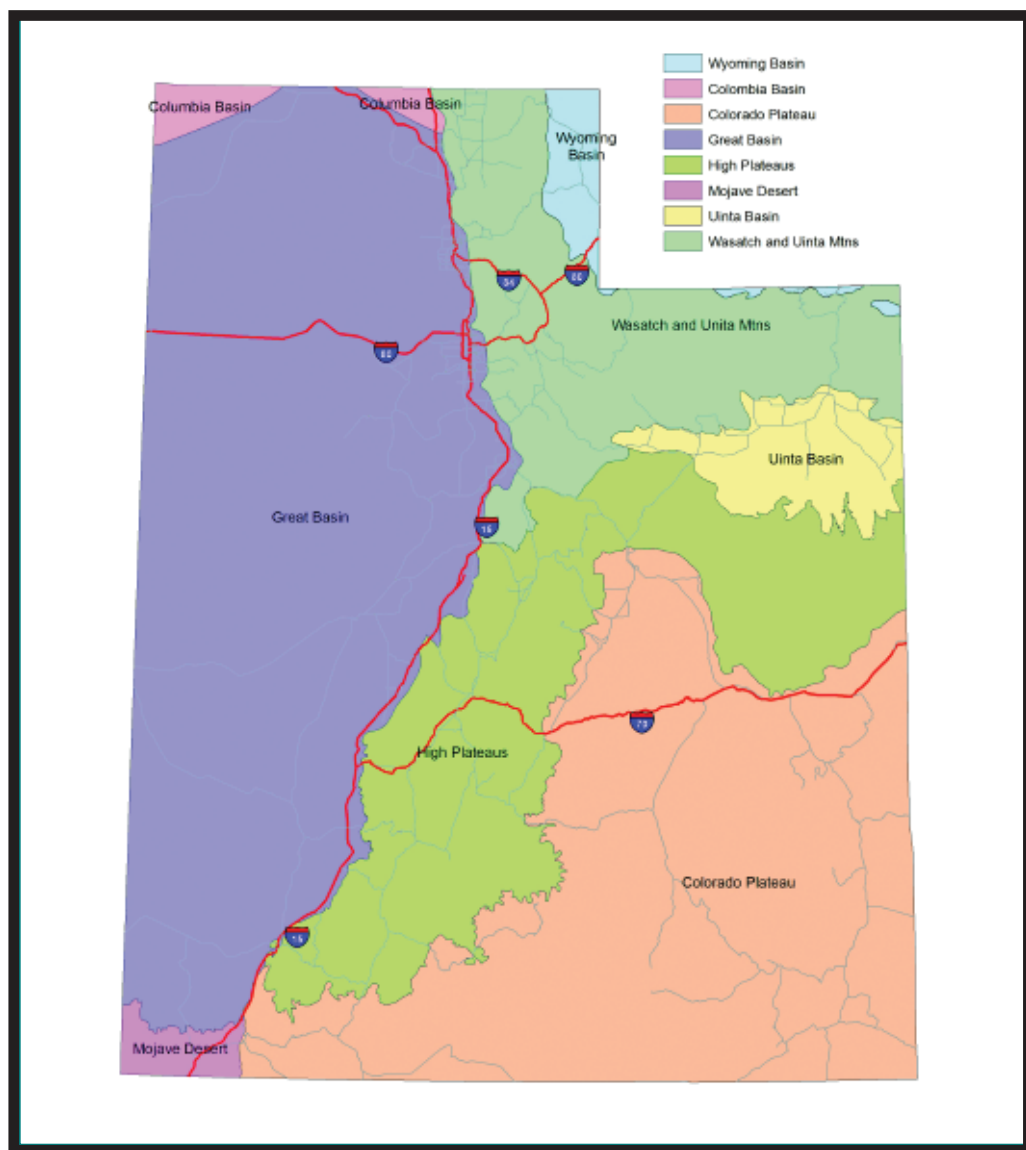 Wyoming Basin
Colombia Basin
Colorado Plateau
Great Basin
High Plateaus
Mojave Desert
Uinta Basin
Wasatch and Uinta Mtns
Columbia Basin
Columbia Basin
Wyoming
Basin
84
80
Wasatch and Unita Mtns
80
Uinta Basin
Great Basin
15
70
High Plateaus
Colorado Plateau
15
Mojave Desert